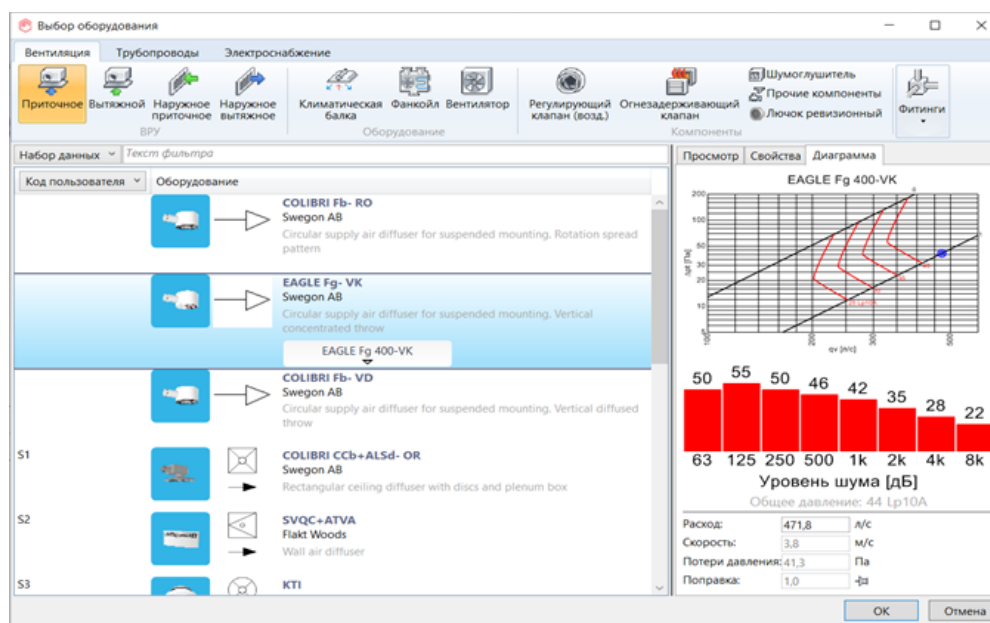 Выбор оборудования
Вентиляция Трубопроводы Электроснабжение
Приточное Вытяжной Наружное приточное Наружное вытяжное
ВРУ
Климатическая балка Фанкойл Вентилятор
Оборудование
Регулирующий клапан (возд.) Огнезадерживающий клапан
Шумоглушитель
Прочие компоненты
Лючок ревизионный
Компоненты
Фитинги
Набор данных Текст фильтра
Код пользователя Оборудование
COLIBRI Fb- RO
Swegon AB
Circular supply air diffuser for suspended mounting. Rotation spread
pattern
EAGLE Fg- VK
Swegon AB
Circular supply air diffuser for suspended mounting. Vertical
concentrated throw
EAGLE Fg 400-VK
COLIBRI Fb- VD
Swegon AB
Circular supply air diffuser for suspended mounting. Vertical diffused
throw
S1
COLIBRI CCb+ALSd- OR
Swegon AB
Rectangular ceiling diffuser with discs and plenum box
S2
SVQC+ATVA
Flakt Woods
Wall air diffuser
S3
KTI
Просмотр Свойства Диаграмма
EAGLE Fg 400-VK
200
100
50
30
20
10
5
Δpt [Па]
100 200 300 500
qv [л/с]
50 55 50 46 42 35 28 22
63 125 250 500 1k 2k 4k 8k
Уровень шума [дБ]
Общее давление: 44 Lp10A
Расход: 471,8 л/с
Скорость: 3,8 м/с
Потери давления: 41,3 Па
Поправка: 1,0
OK Отмена